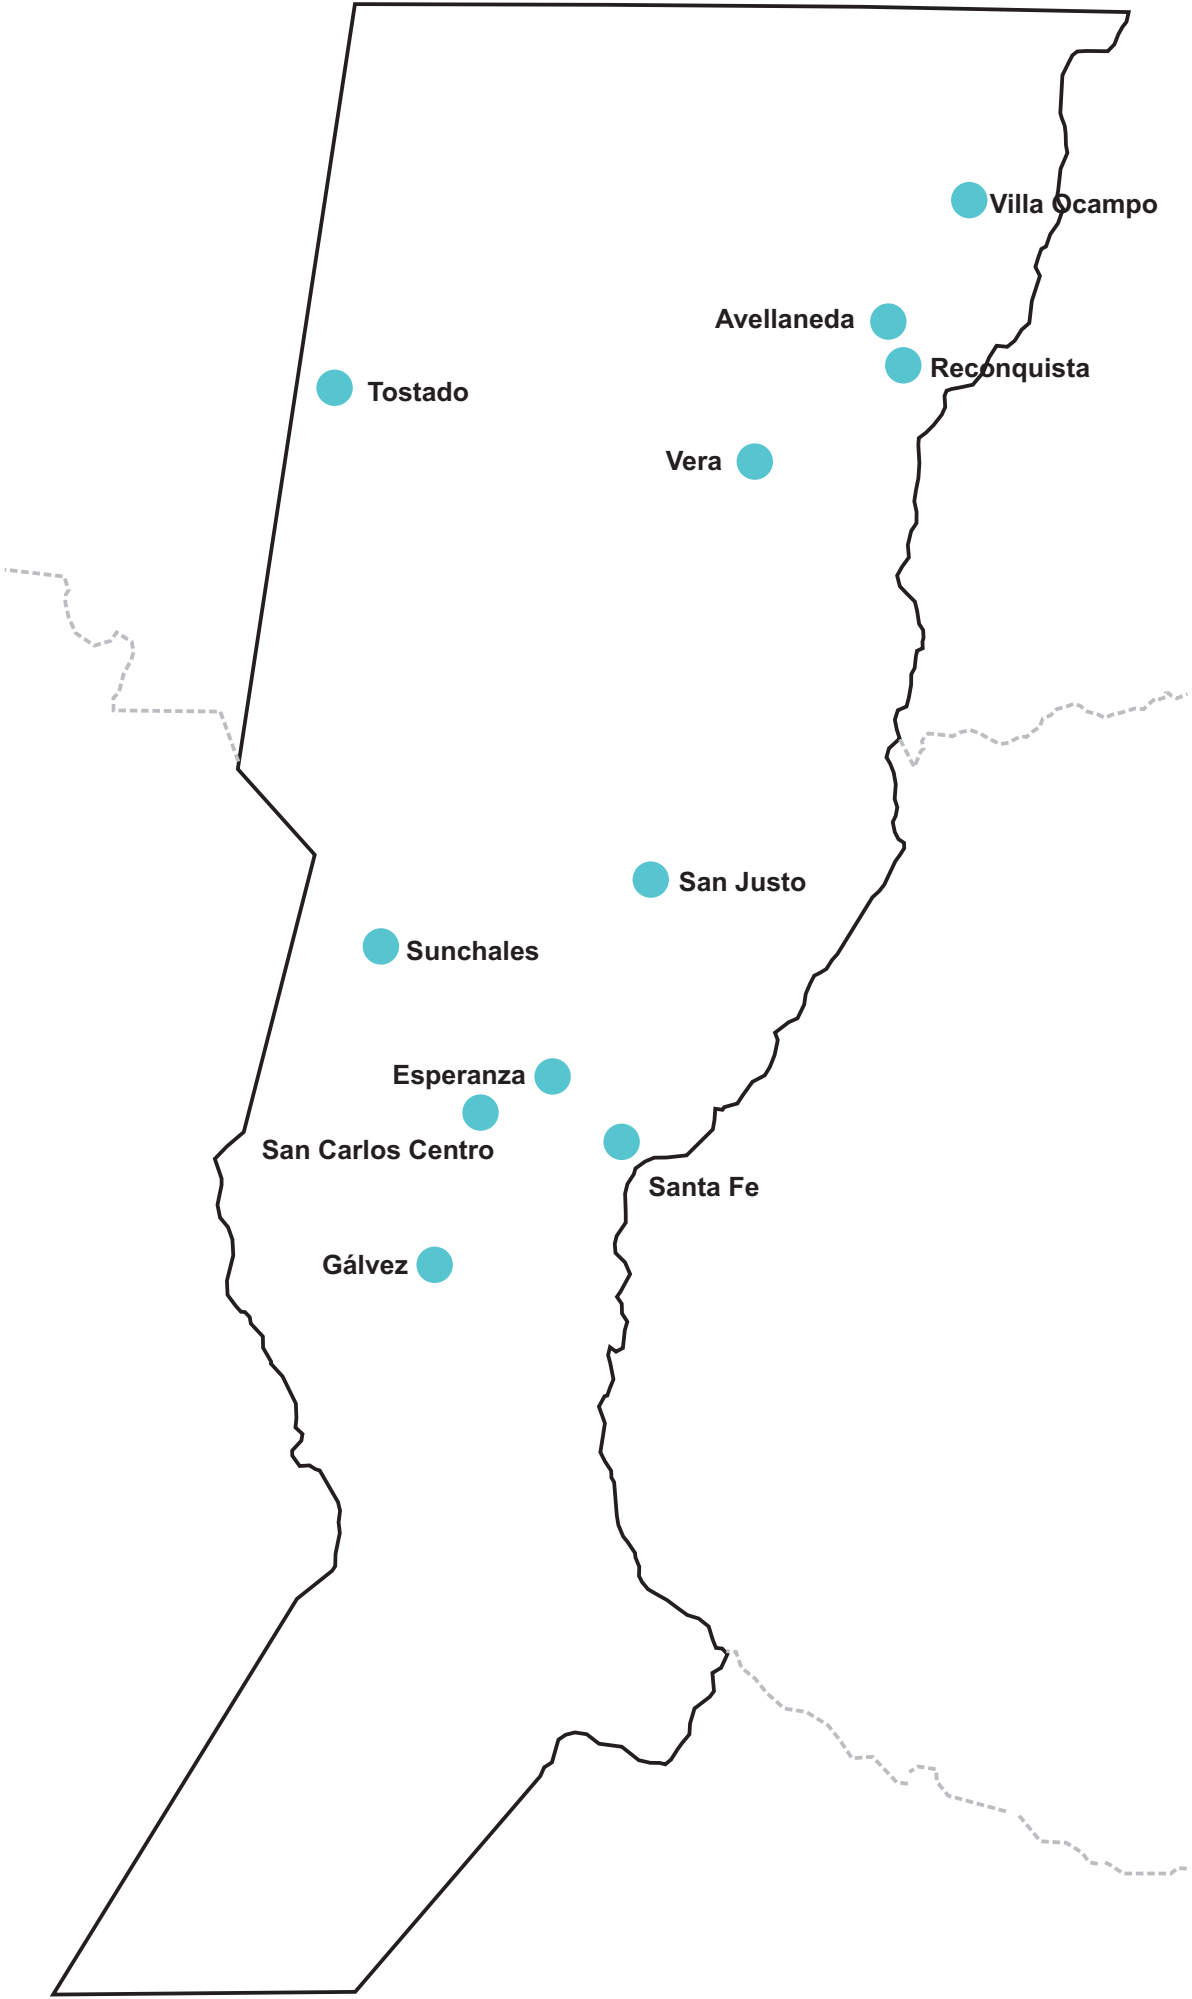 Villa Ocampo
Avellaneda
Reconquista
Tostado
Vera
San Justo
Sunchales
Esperanza
San Carlos Centro
Santa Fe
Gálvez